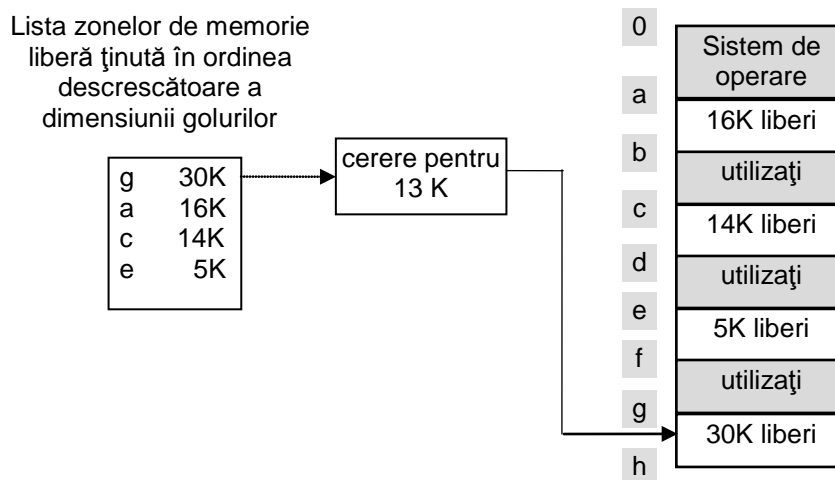 Lista zonelor de memorie
liberă ţinută în ordinea
descrescătoare a
dimensiunii golurilor
g 30K
a 16K
c 14K
e 5K
cerere pentru
13 K
0
Sistem de
operare
a
16K liberi
b
utilizaţi
c
14K liberi
d
utilizaţi
e
5K liberi
f
utilizaţi
g
30K liberi
h